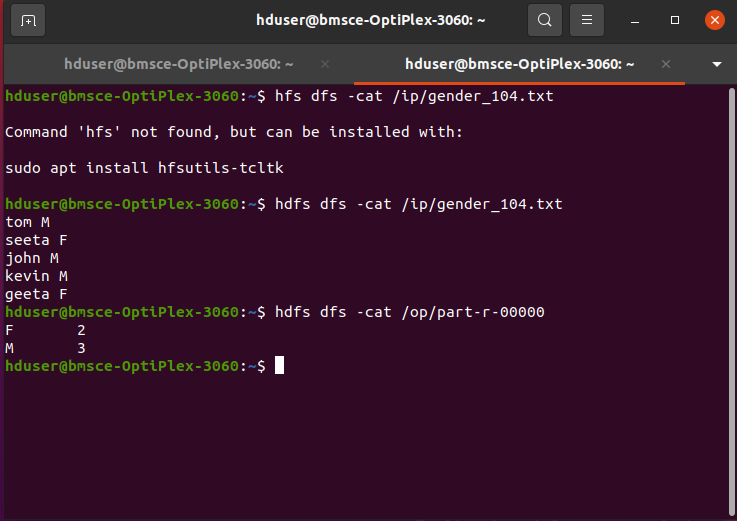 hduser@bmsce-OptiPlex-3060: ~
hduser@bmsce-OptiPlex-3060: ~
hduser@bmsce-OptiPlex-3060: ~
hduser@bmsce-OptiPlex-3060:~$ hfs dfs -cat /ip/gender_104.txt
Command 'hfs' not found, but can be installed with:
sudo apt install hfsutils-tcltk
hduser@bmsce-OptiPlex-3060:~$ hdfs dfs -cat /ip/gender_104.txt
tom M
seeta F
john M
kevin M
geeta F
hduser@bmsce-OptiPlex-3060:~$ hdfs dfs -cat /op/part-r-00000
F 2
M 3
hduser@bmsce-OptiPlex-3060:~$